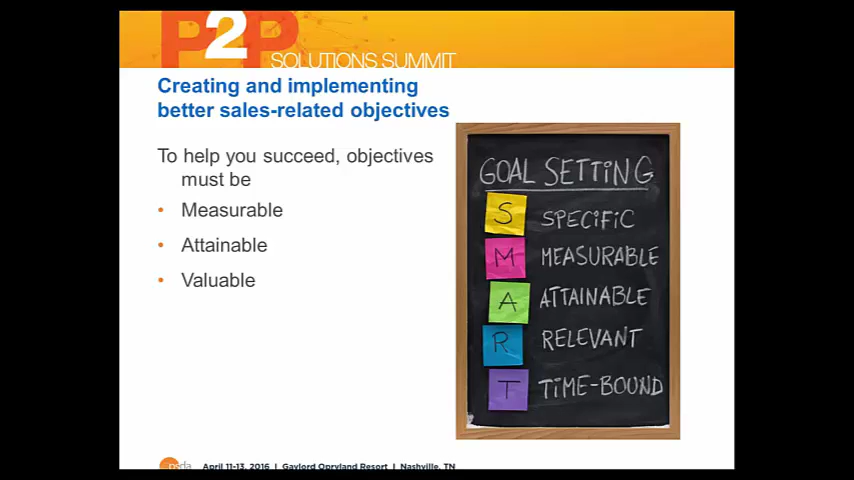 P2P
SOLUTIONS SUMMIT
Creating and implementing
better sales-related objectives
To help you succeed, objectives
must be
• Measurable
• Attainable
• Valuable
GOAL SETTING
S SPECIFIC
M MEASURABLE
A ATTAINABLE
R RELEVANT
T TIME-BOUND
psda April 11-13, 2016 | Gaylord Opryland Resort | Nashville, TN